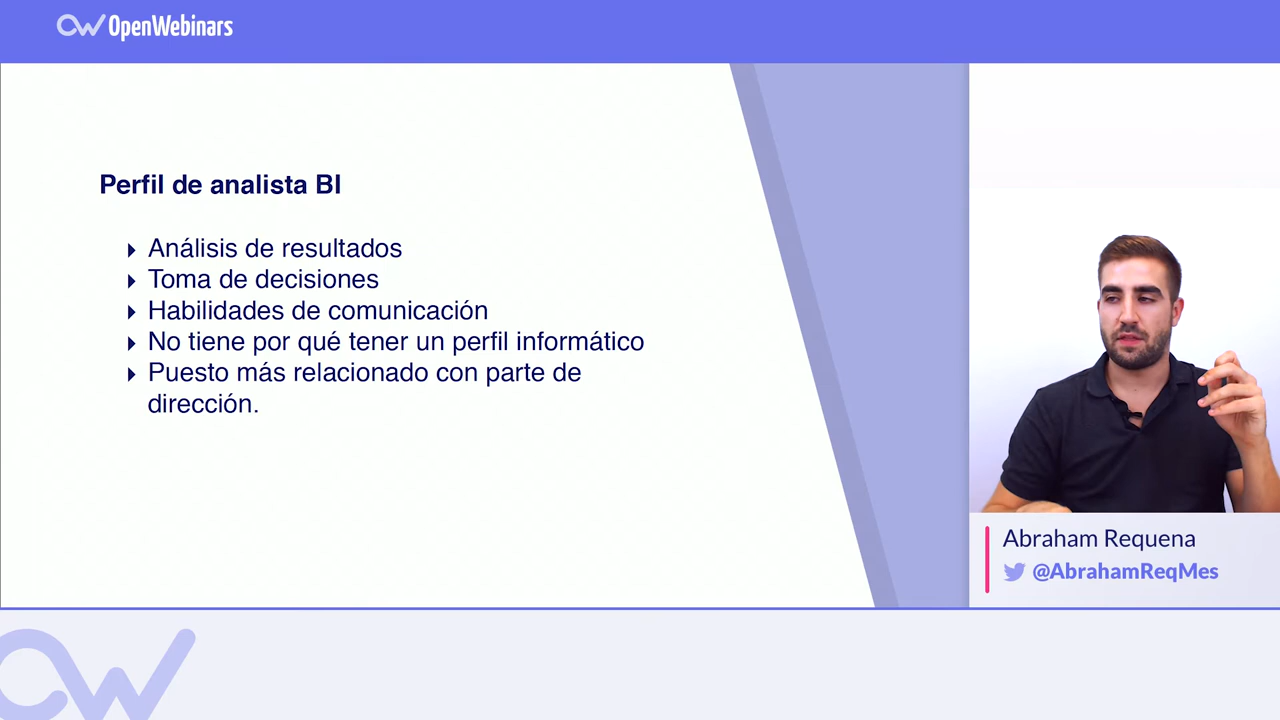 OpenWebinars
Perfil de analista BI
Análisis de resultados
Toma de decisiones
Habilidades de comunicación
No tiene por qué tener un perfil informático
Puesto más relacionado con parte de
dirección.
Abraham Requena
@AbrahamReqMes